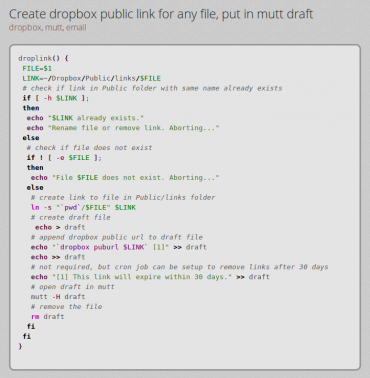 Create dropbox public link for any file, put in mutt draft
dropbox, mutt, email
droplink() {
FILE=$1
LINK=~/Dropbox/Public/links/$FILE
# check if link in Public folder with same name already exists
if [ -h $LINK ];
then
echo "$LINK already exists."
echo "Rename file or remove link. Aborting..."
else
# check if file does not exist
if ! [ -e $FILE ];
then
echo "File $FILE does not exist. Aborting..."
else
# create link to file in Public/links folder
ln -s "`pwd`/$FILE" $LINK
# create draft file
echo > draft
# append dropbox public url to draft file
echo "`dropbox puburl $LINK` [1]" >> draft
echo >> draft
# not required, but cron job can be setup to remove links after 30 days
echo "[1] This link will expire within 30 days." >> draft
# open draft in mutt
mutt -H draft
# remove the file
rm draft
fi
fi
}